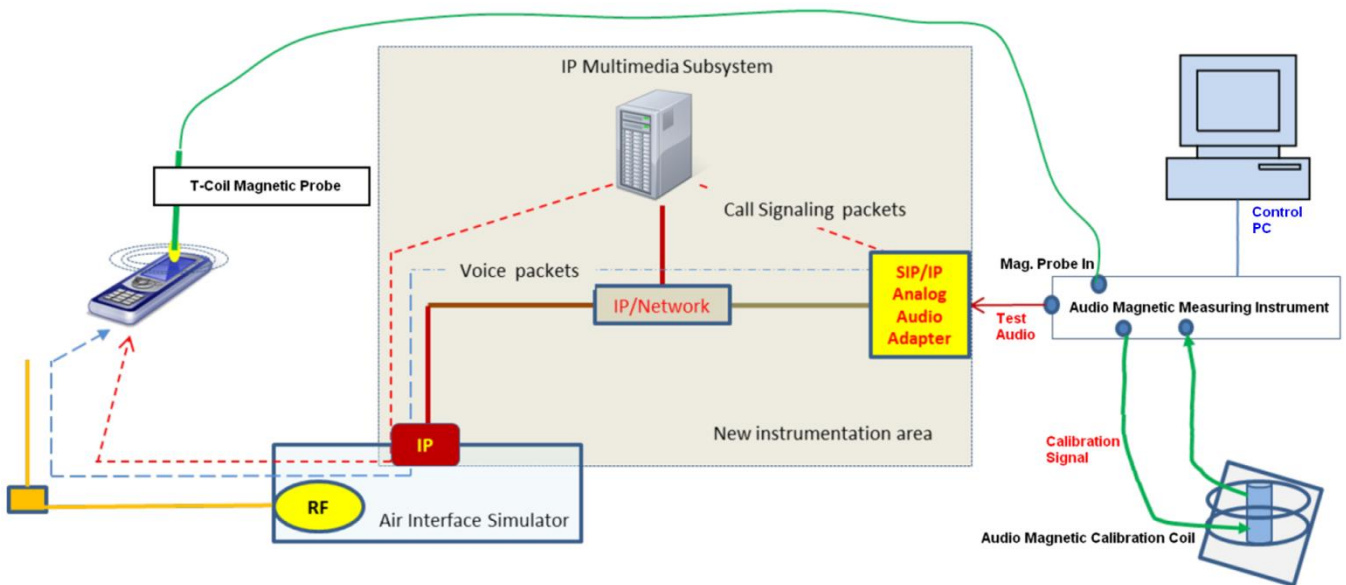 IP Multimedia Subsystem
T-Coil Magnetic Probe
Call Signaling packets
Control
PC
Voice packets
Mag. Probe In
SIP/IP
Analog
Audio
Adapter
IP/Network
Test
Audio
Audio Magnetic Measuring Instrument
IP
New instrumentation area
Calibration
Signal
RF
Air Interface Simulator
Audio Magnetic Calibration Coil